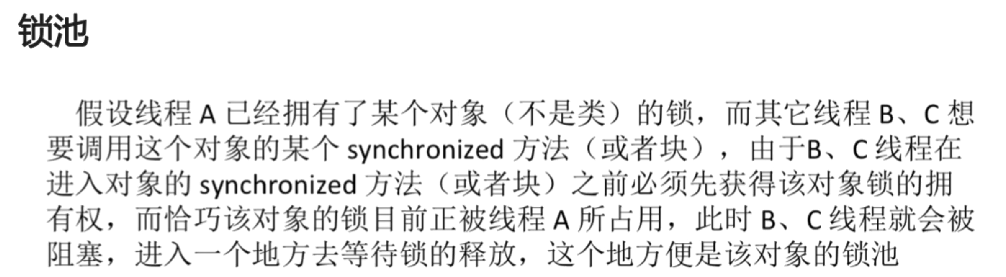 锁池
假设线程 A 已经拥有了某个对象（不是类）的锁，而其它线程 B、C 想
要调用这个对象的某个 synchronized 方法（或者块），由于B、C 线程在
进入对象的 synchronized 方法（或者块）之前必须先获得该对象锁的拥
有权，而恰巧该对象的锁目前正被线程 A 所占用，此时 B、C 线程就会被
阻塞，进入一个地方去等待锁的释放，这个地方便是该对象的锁池